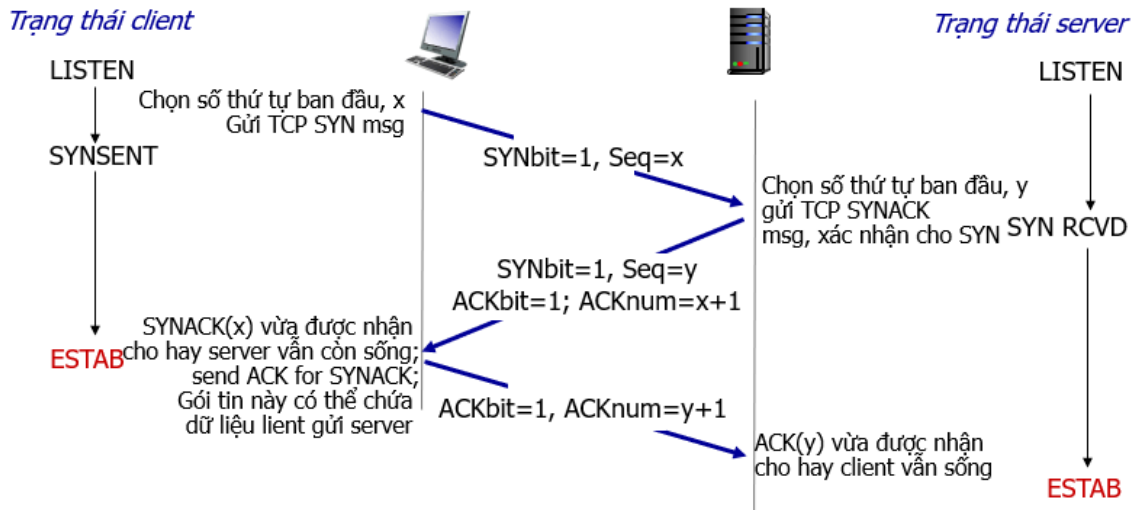 Trạng thái client
Trạng thái server
LISTEN
LISTEN
Chọn số thứ tự ban đầu, x
Gửi TCP SYN msg
SYNSENT
SYNbit=1, Seq=x
Chọn số thứ tự ban đầu, y
gửi TCP SYNACK
msg, xác nhận cho SYN
SYN RCVD
SYNbit=1, Seq=y
ACKbit=1; ACKnum=x+1
SYNACK(x) vừa được nhận
cho hay server vẫn còn sống;
send ACK for SYNACK;
Gói tin này có thể chứa
dữ liệu lient gửi server
ESTAB
ACKbit=1, ACKnum=y+1
ACK(y) vừa được nhận
cho hay client vẫn sống
ESTAB